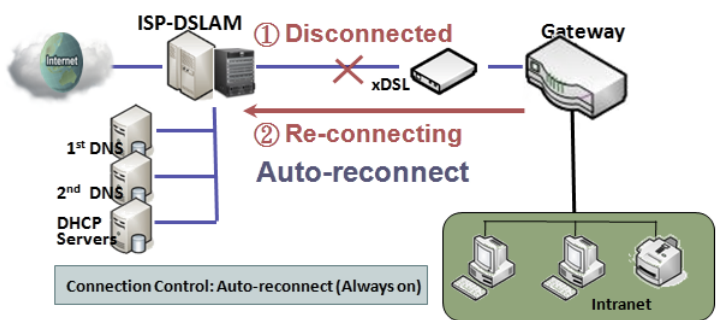 ISP-DSLAM
① Disconnected
Gateway
Internet
xDSL
② Re-connecting
1st DNS
Auto-reconnect
2nd DNS
DHCP
Servers
Connection Control: Auto-reconnect (Always on)
Intranet